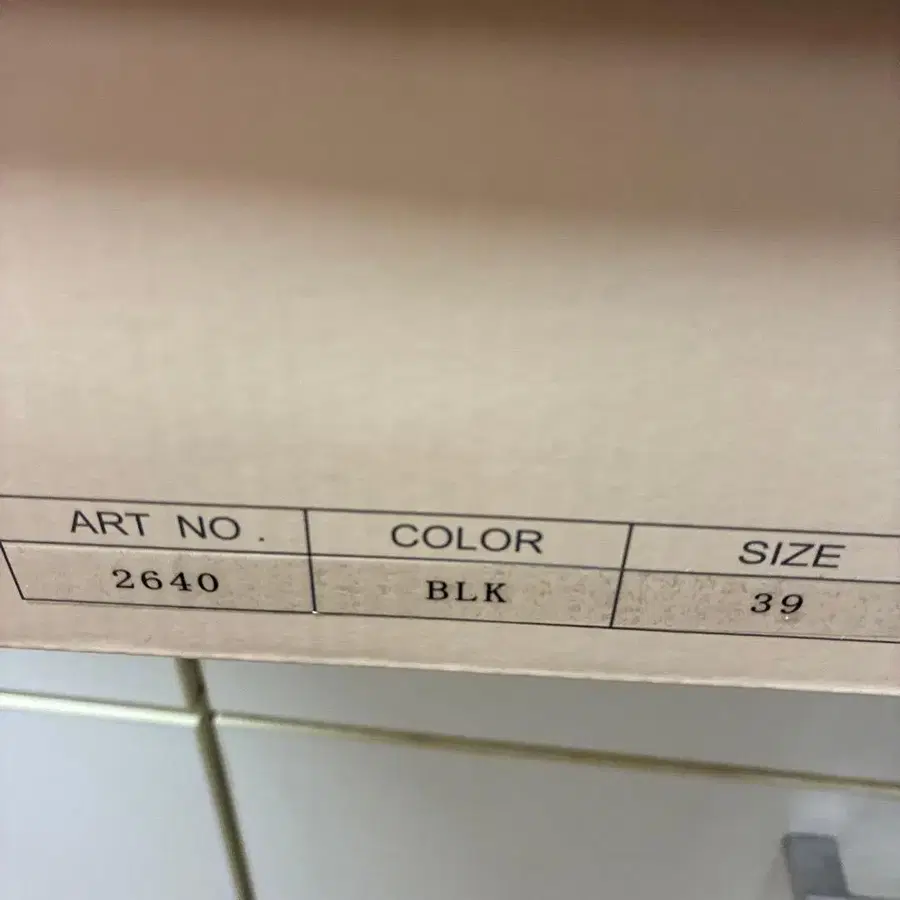 ART NO. COLOR SIZE
2640 BLK 39